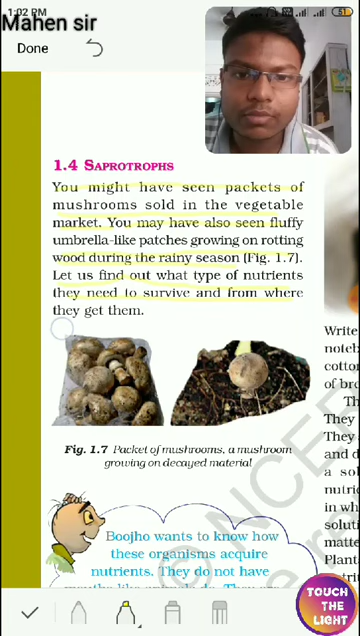 1:02 PM
51
Mahen sir
Done
1.4 SAPROTROPHS
You might have seen packets of
mushrooms sold in the vegetable
market. You may have also seen fluffy
umbrella-like patches growing on rotting
wood during the rainy season (Fig. 1.7).
Let us find out what type of nutrients
they need to survive and from where
they get them.
Fig. 1.7 Packet of mushrooms, a mushroom
growing on decayed material
Boojho wants to know how
these organisms acquire
nutrients. They do not have
Write
noteb
cotto
of bro
Th
They
They
and d
a sol
nutri
in wh
soluti
matte
Plant
© NCE
TOUCH
THE
LIGHT